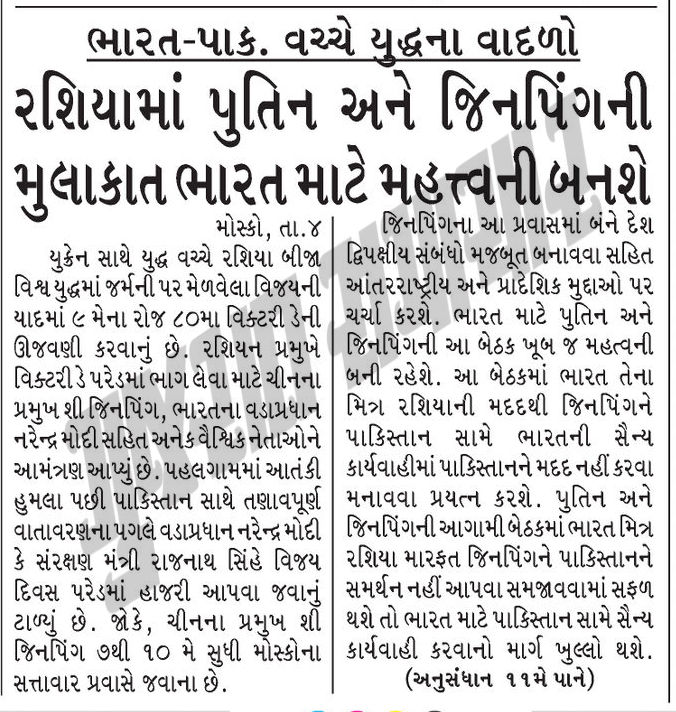 ભારત-પાક. વચ્ચે યુદ્ધના વાદળો
રશિયામાં પુતિન અને જિનપિંગની
મુલાકાત ભારત માટે મહત્ત્વની બનશે
મોસ્કો, તા.૪
યુક્રેન સાથે યુદ્ધ વચ્ચે રશિયા બીજા
વિશ્વ યુદ્ધમાં જર્મની પર મેળવેલા વિજયની
યાદમાં ૯ મેના રોજ ૮૦મા વિક્ટરી ડેની
ઊજવણી કરવાનું છે. રશિયન પ્રમુખે
વિક્ટરી ડે પરેડમાં ભાગ લેવા માટે ચીનના
પ્રમુખ શી જિનપિંગ, ભારતના વડાપ્રધાન
નરેન્દ્ર મોદી સહિત અનેક વૈશ્વિક નેતાઓને
આમંત્રણ આપ્યું છે. પહલગામમાં આતંકી
હુમલા પછી પાકિસ્તાન સાથે તણાવપૂર્ણ
વાતાવરણના પગલે વડાપ્રધાન નરેન્દ્ર મોદી
કે સંરક્ષણ મંત્રી રાજનાથ સિંહે વિજય
દિવસ પરેડમાં હાજરી આપવા જવાનું
ટાળ્યું છે. જોકે, ચીનના પ્રમુખ શી
જિનપિંગ ૭થી ૧૦ મે સુધી મોસ્કોના
સત્તાવાર પ્રવાસે જવાના છે.
જિનપિંગના આ પ્રવાસમાં બંને દેશ
દ્વિપક્ષીય સંબંધો મજબૂત બનાવવા સહિત
આંતરરાષ્ટ્રીય અને પ્રાદેશિક મુદ્દાઓ પર
ચર્ચા કરશે. ભારત માટે પુતિન અને
જિનપિંગની આ બેઠક ખૂબ જ મહત્વની
બની રહેશે. આ બેઠકમાં ભારત તેના
મિત્ર રશિયાની મદદથી જિનપિંગને
પાકિસ્તાન સામે ભારતની સૈન્ય
કાર્યવાહીમાં પાકિસ્તાનને મદદ નહીં કરવા
મનાવવા પ્રયત્ન કરશે. પુતિન અને
જિનપિંગની આગામી બેઠકમાં ભારત મિત્ર
રશિયા મારફત જિનપિંગને પાકિસ્તાનને
સમર્થન નહીં આપવા સમજાવવામાં સફળ
થશે તો ભારત માટે પાકિસ્તાન સામે સૈન્ય
કાર્યવાહી કરવાનો માર્ગ ખુલ્લો થશે.
(અનુસંધાન ૧૧મે પાને)
ગુજરાત સમાચાર